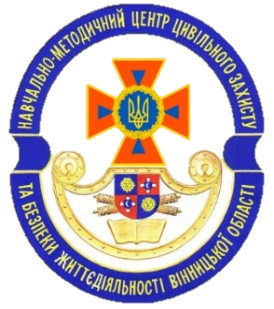 НАВЧАЛЬНО-МЕТОДИЧНИЙ ЦЕНТР ЦИВІЛЬНОГО ЗАХИСТУ
ТА БЕЗПЕКИ ЖИТТЄДІЯЛЬНОСТІ ВІННИЦЬКОЇ ОБЛАСТІ